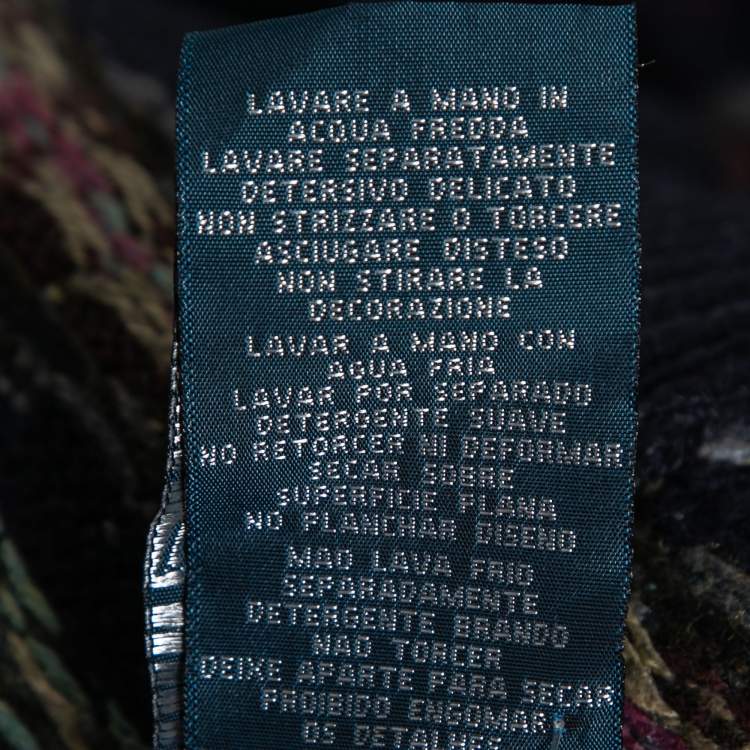 LAVARE A MANO IN
ACQUA FREDDA
LAVARE SEPARATAMENTE
DETERSIVO DELICATO
NON STRIZZARE O TORCERE
ASCIUGARE DISTESO
NON STIRARE LA
DECORAZIONE
LAVAR A MANO CON
AGUA FRIA
LAVAR POR SEPARADO
DETERGENTE SUAVE
NO RETORCER NI DEFORMAR
SECAR SOBRE
SUPERFICIE PLANA
NO PLANCHAR DISENO
MAO LAVA FRIO
SEPARADAMENTE
DETERGENTE BRANDO
NAO TORCER
DEIXE APARTE PARA SECAR
PROIBIDO ENGOMAR
OS DETALHES